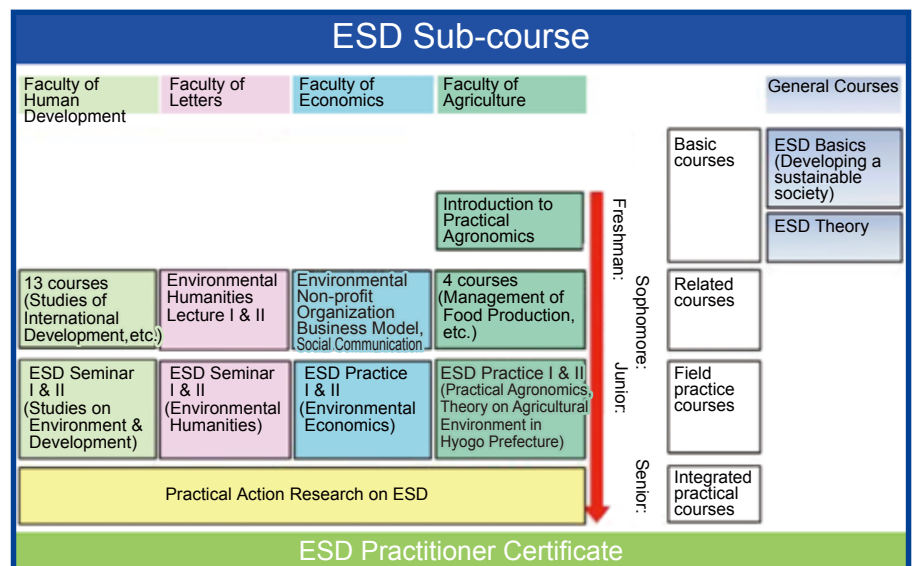 ESD Sub-course
Faculty of
Human
Development
Faculty of
Letters
Faculty of
Economics
Faculty of
Agriculture
General Courses
Basic
courses
ESD Basics
(Developing a
sustainable
society)
ESD Theory
Introduction to
Practical
Agronomics
Freshman:
13 courses
(Studies of
International
Development, etc.)
Environmental
Humanities
Lecture I & II
Environmental
Non-profit
Organization
Business Model,
Social Communication
4 courses
(Management of
Food Production,
etc.)
Sophomore:
Related
courses
ESD Seminar
I & II
(Studies on
Environment &
Development)
ESD Seminar
I & II
(Environmental
Humanities)
ESD Practice
I & II
(Environmental
Economics)
ESD Practice I & II
(Practical Agronomics,
Theory on Agricultural
Environment in
Hyogo Prefecture)
Junior:
Field
practice
courses
Practical Action Research on ESD
Senior:
Integrated
practical
courses
ESD Practitioner Certificate